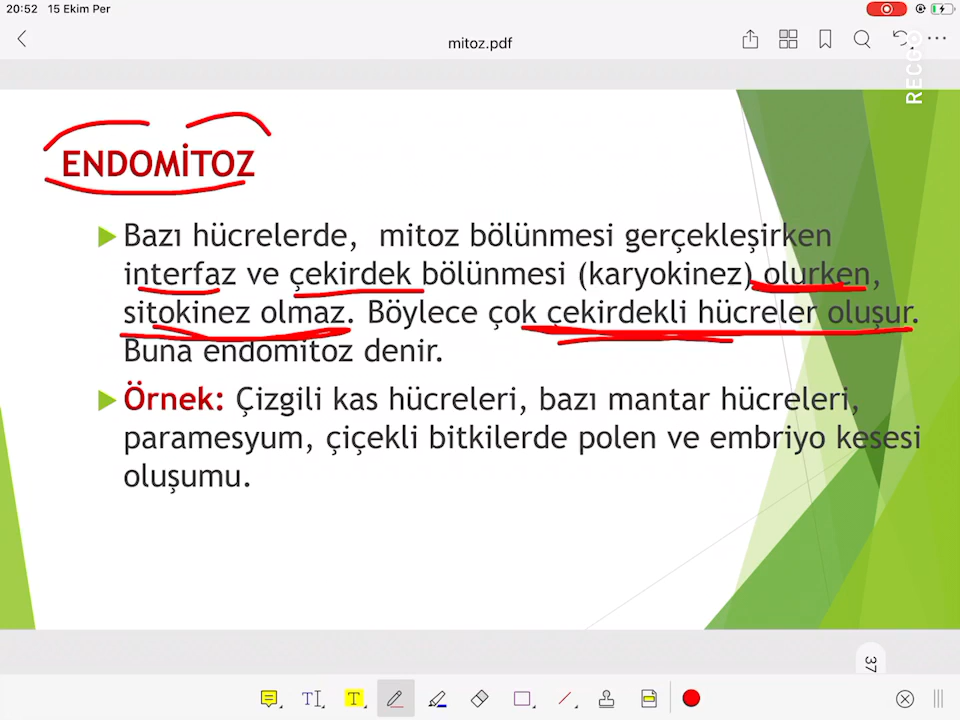 20:52 15 Ekim Per
mitoz.pdf
RECGO
ENDOMİTOZ
Bazı hücrelerde, mitoz bölünmesi gerçekleşirken
interfaz ve çekirdek bölünmesi (karyokinez) olurken,
sitokinez olmaz. Böylece çok çekirdekli hücreler oluşur.
Buna endomitoz denir.
Örnek: Çizgili kas hücreleri, bazı mantar hücreleri,
paramesyum, çiçekli bitkilerde polen ve embriyo kesesi
oluşumu.
37
T
T